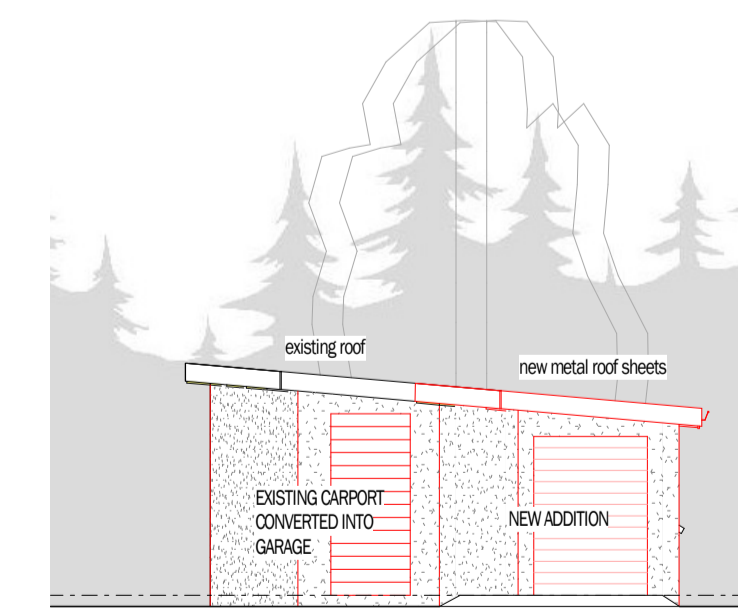 existing roof
new metal roof sheets
EXISTING CARPORT
CONVERTED INTO
GARAGE
NEW ADDITION